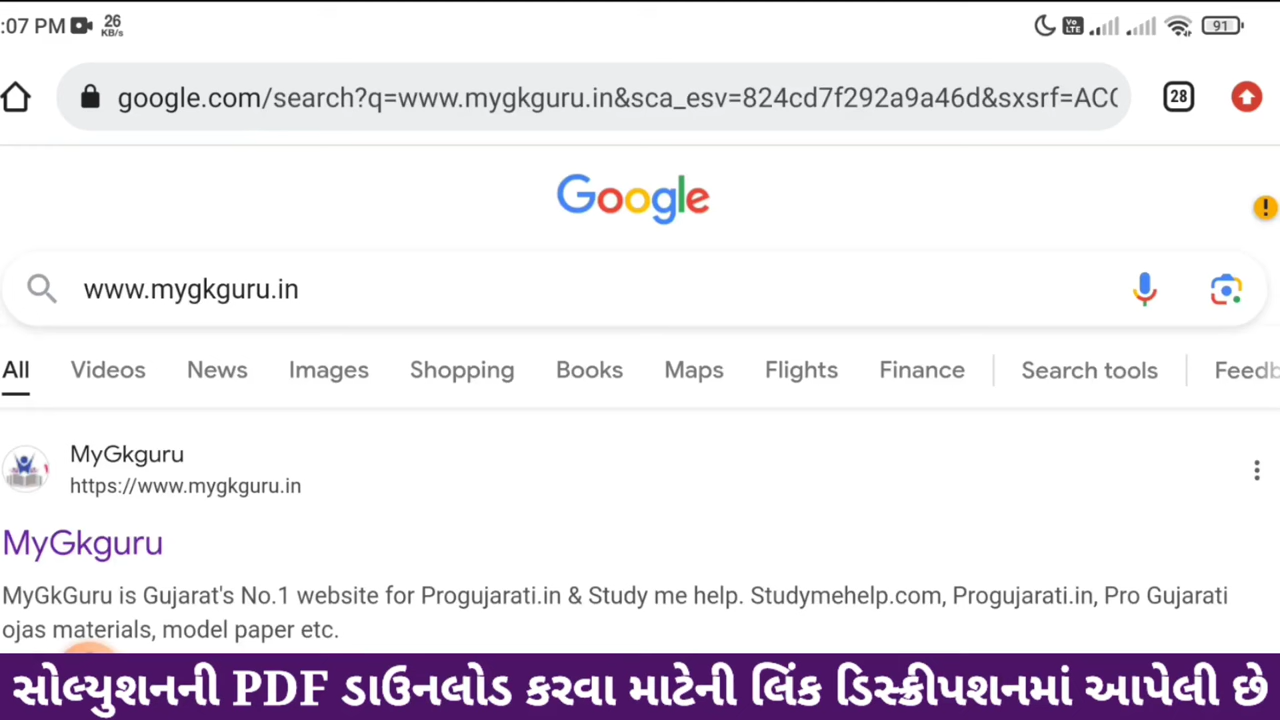 :07 PM 26 KB/s Vo LTE 91
google.com/search?q=www.mygkguru.in&sca_esv=824cd7f292a9a46d&sxsrf=AC 28
Google
www.mygkguru.in
All Videos News Images Shopping Books Maps Flights Finance Search tools Feedb
MyGkguru
https://www.mygkguru.in
MyGkguru
MyGkGuru is Gujarat's No.1 website for Progujarati.in & Study me help. Studymehelp.com, Progujarati.in, Pro Gujarati
ojas materials, model paper etc.
સોલ્યુશનની PDF ડાઉનલોડ કરવા માટેની લિંક ડિસ્ક્રીપશનમાં આપેલી છે